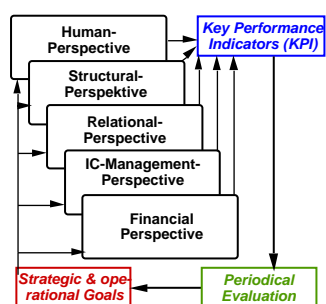 Human-
Perspective
Key Performance
Indicators (KPI)
Structural-
Perspektive
Relational-
Perspective
IC-Management-
Perspective
Financial
Perspective
Strategic & ope-
rational Goals
Periodical
Evaluation